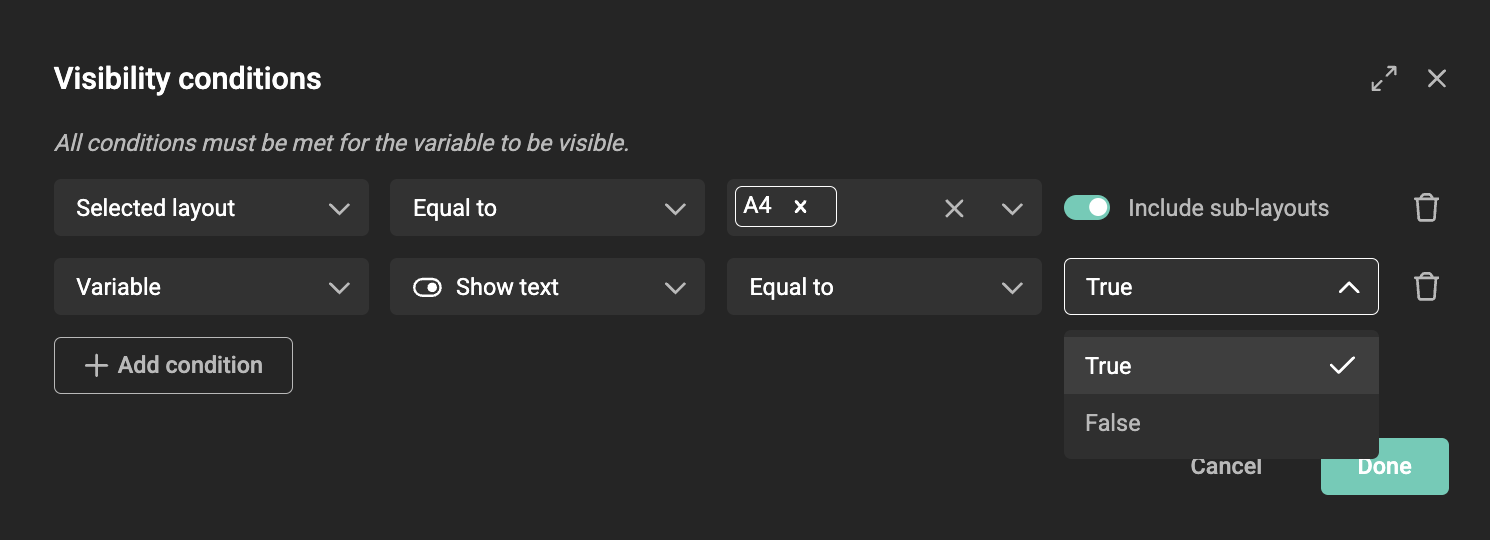 Visibility conditions
All conditions must be met for the variable to be visible.
Selected layout Equal to A4 Include sub-layouts
Variable Show text Equal to True
Add condition
True
False
Cancel Done